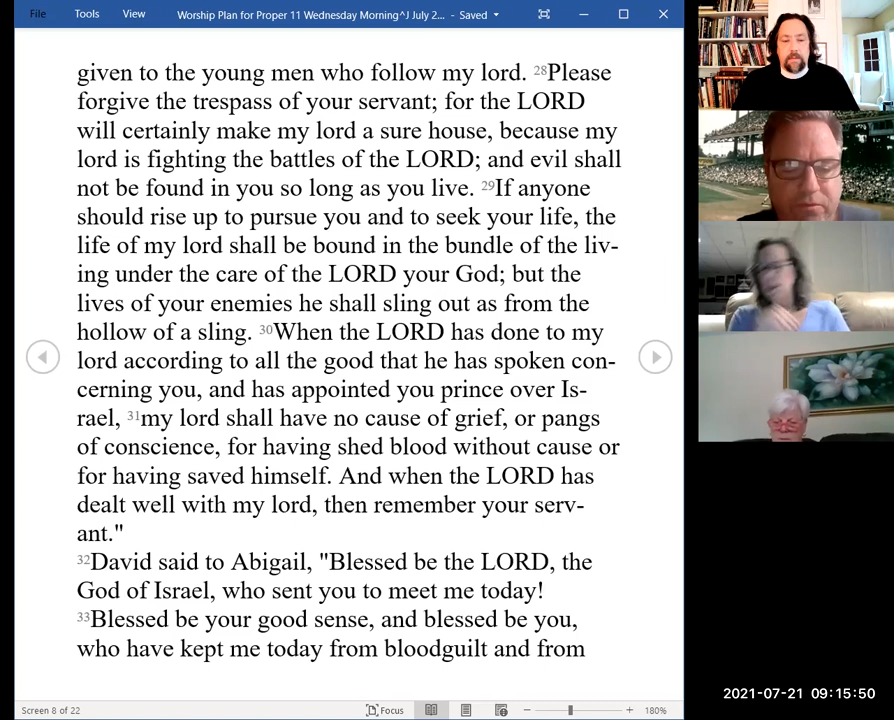 File Tools View Worship Plan for Proper 11 Wednesday Morning^J July 2... - Saved
given to the young men who follow my lord. 28Please
forgive the trespass of your servant; for the LORD
will certainly make my lord a sure house, because my
lord is fighting the battles of the LORD; and evil shall
not be found in you so long as you live. 29If anyone
should rise up to pursue you and to seek your life, the
life of my lord shall be bound in the bundle of the liv-
ing under the care of the LORD your God; but the
lives of your enemies he shall sling out as from the
hollow of a sling. 30When the LORD has done to my
lord according to all the good that he has spoken con-
cerning you, and has appointed you prince over Is-
rael, 31my lord shall have no cause of grief, or pangs
of conscience, for having shed blood without cause or
for having saved himself. And when the LORD has
dealt well with my lord, then remember your serv-
ant."
32David said to Abigail, "Blessed be the LORD, the
God of Israel, who sent you to meet me today!
33Blessed be your good sense, and blessed be you,
who have kept me today from bloodguilt and from
Screen 8 of 22 Focus 180%
2021-07-21 09:15:50